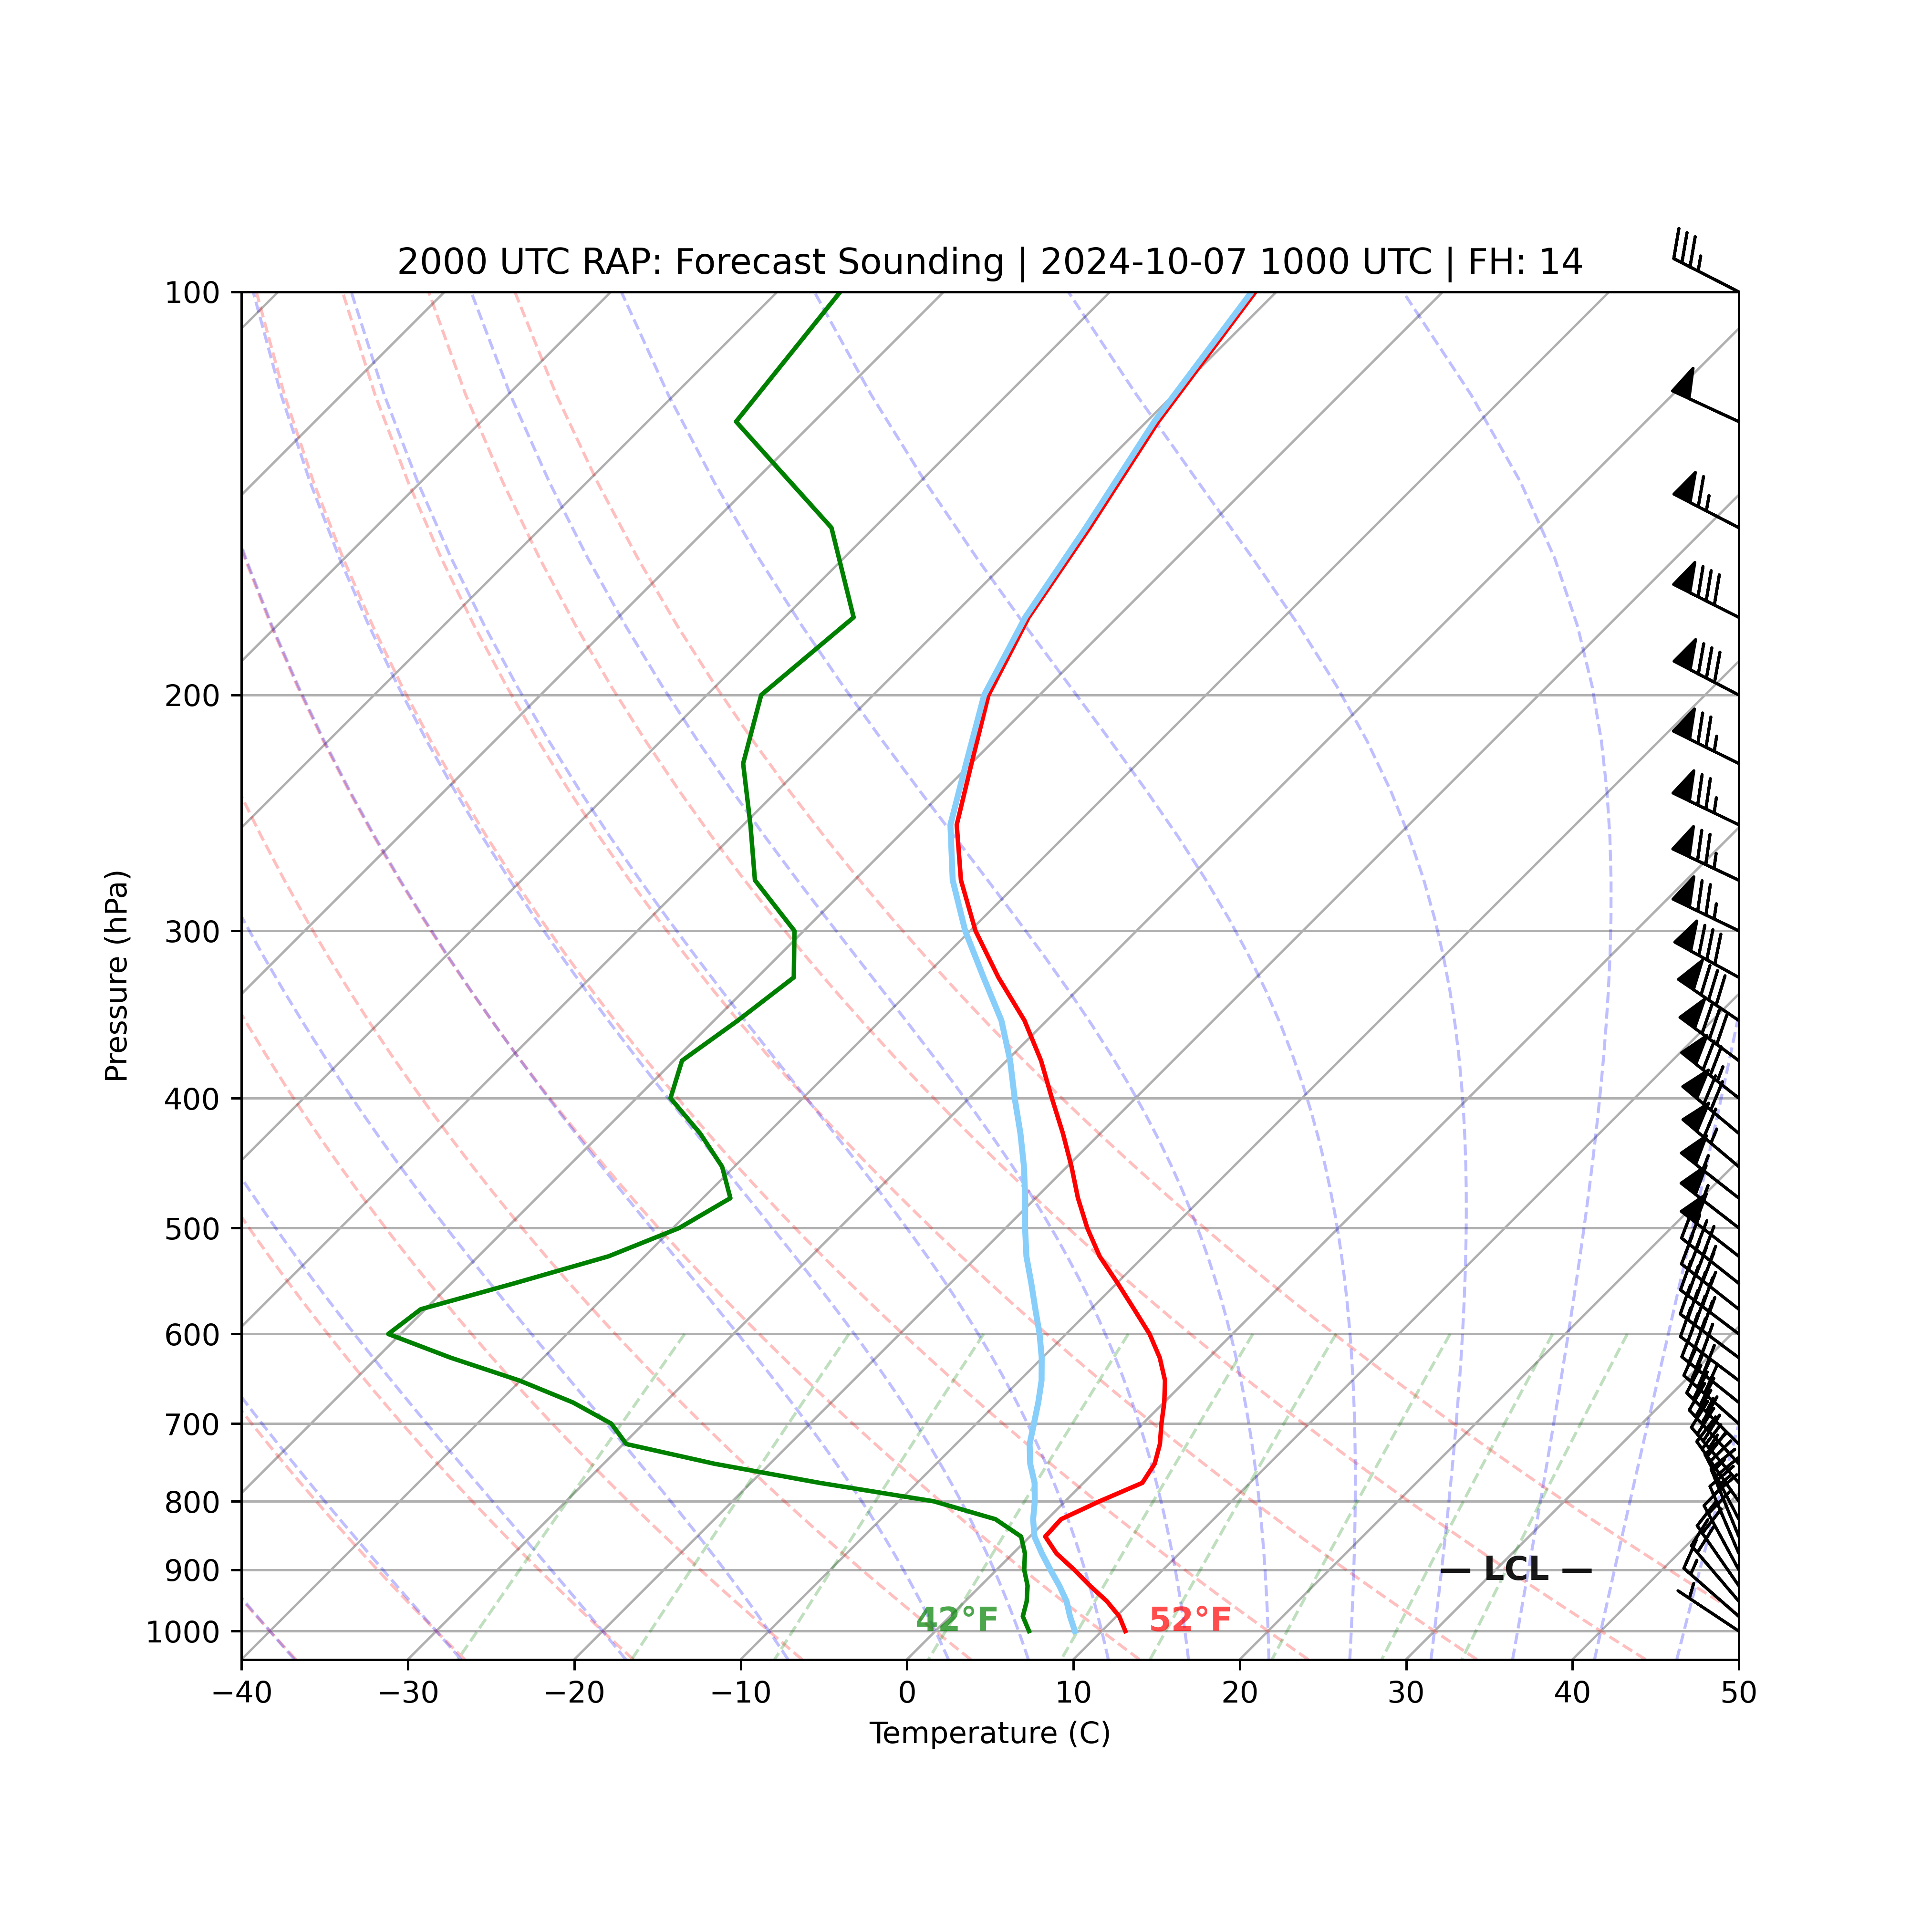 2000 UTC RAP: Forecast Sounding | 2024-10-07 1000 UTC | FH: 14
100
200
300
400
500
600
700
800
900
1000
Pressure (hPa)
— LCL —
42°F
52°F
−40 −30 −20 −10 0 10 20 30 40 50
Temperature (C)